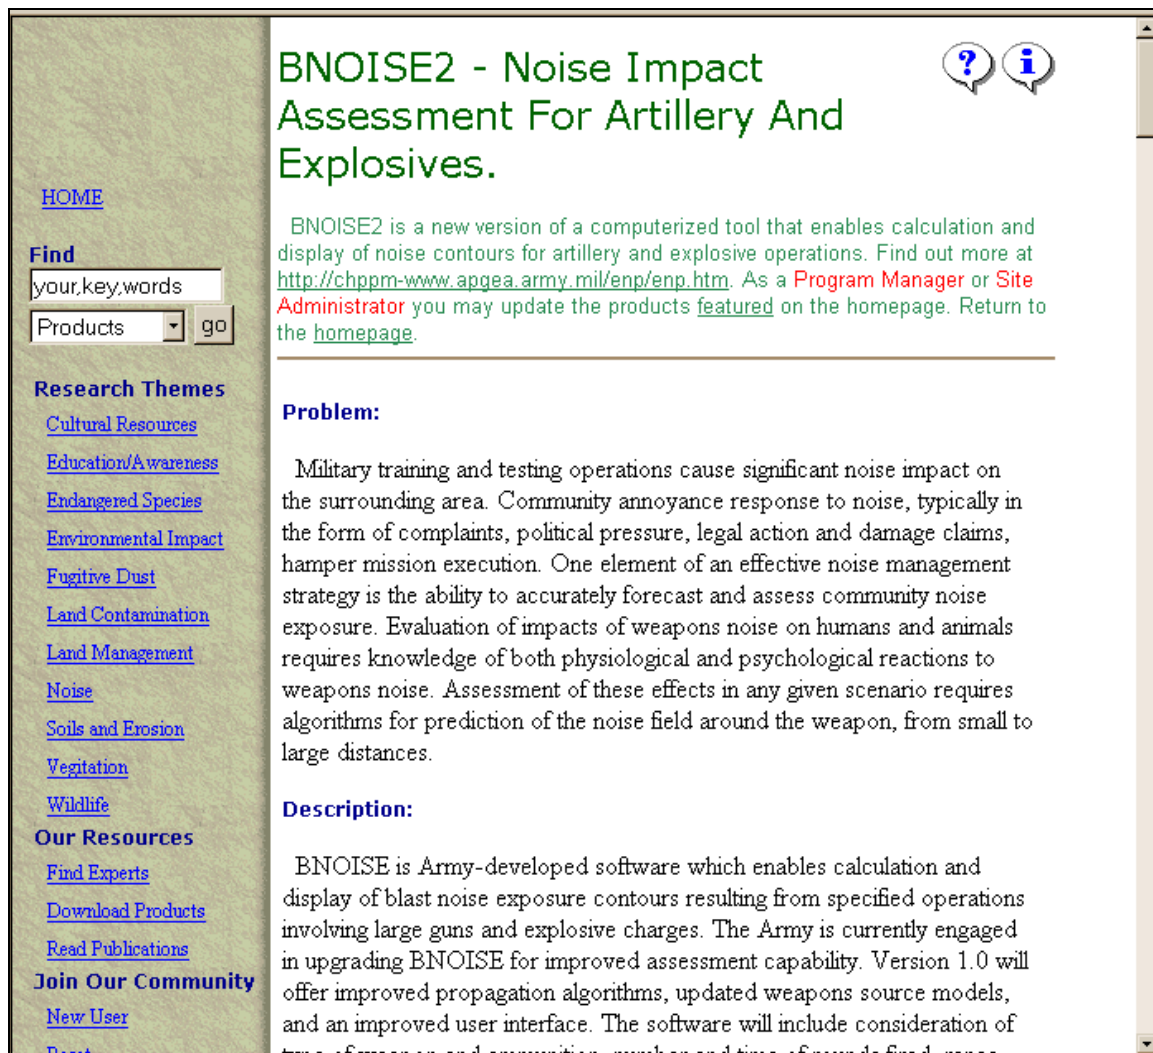 HOME
Find
your,key,words
Products
go
Research Themes
Cultural Resources
Education/Awareness
Endangered Species
Environmental Impact
Fugitive Dust
Land Contamination
Land Management
Noise
Soils and Erosion
Vegitation
Wildlife
Our Resources
Find Experts
Download Products
Read Publications
Join Our Community
New User
BNOISE2 - Noise Impact
Assessment For Artillery And
Explosives.
?
i
BNOISE2 is a new version of a computerized tool that enables calculation and
display of noise contours for artillery and explosive operations. Find out more at
http://chppm-www.apgea.army.mil/enp/enp.htm. As a Program Manager or Site
Administrator you may update the products featured on the homepage. Return to
the homepage.
Problem:
Military training and testing operations cause significant noise impact on
the surrounding area. Community annoyance response to noise, typically in
the form of complaints, political pressure, legal action and damage claims,
hamper mission execution. One element of an effective noise management
strategy is the ability to accurately forecast and assess community noise
exposure. Evaluation of impacts of weapons noise on humans and animals
requires knowledge of both physiological and psychological reactions to
weapons noise. Assessment of these effects in any given scenario requires
algorithms for prediction of the noise field around the weapon, from small to
large distances.
Description:
BNOISE is Army-developed software which enables calculation and
display of blast noise exposure contours resulting from specified operations
involving large guns and explosive charges. The Army is currently engaged
in upgrading BNOISE for improved assessment capability. Version 1.0 will
offer improved propagation algorithms, updated weapons source models,
and an improved user interface. The software will include consideration of